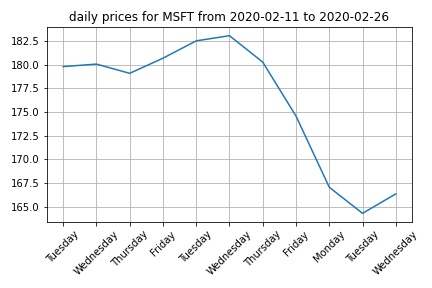 daily prices for MSFT from 2020-02-11 to 2020-02-26
182.5
180.0
177.5
175.0
172.5
170.0
167.5
165.0
Tuesday
Wednesday
Thursday
Friday
Tuesday
Wednesday
Thursday
Friday
Monday
Tuesday
Wednesday